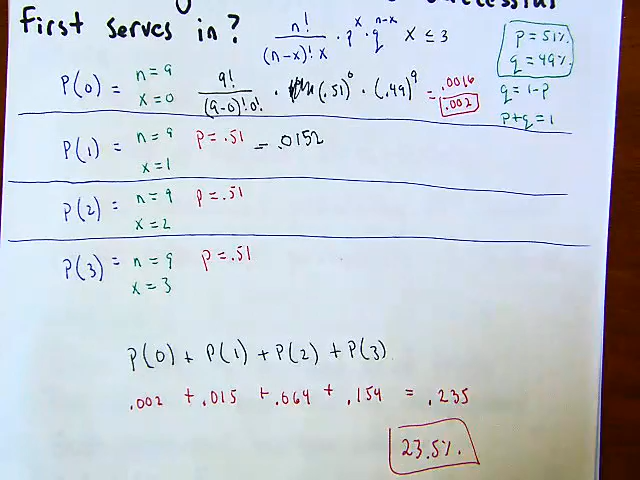 successful
first serves in?
n! / (n-x)! x · p^x · q^n-x x ≤ 3
p = 51%
q = 49%
q = 1-p
p+q = 1
P(0) = n = 9 x = 0 9! / (9-0)! 0! · (.51)^0 · (.49)^9 = .0016
.002
P(1) = n = 9 x = 1 p = .51 = .0152
P(2) = n = 9 x = 2 p = .51
P(3) = n = 9 x = 3 p = .51
P(0) + P(1) + P(2) + P(3)
.002 + .015 + .064 + .154 = .235
23.5%.